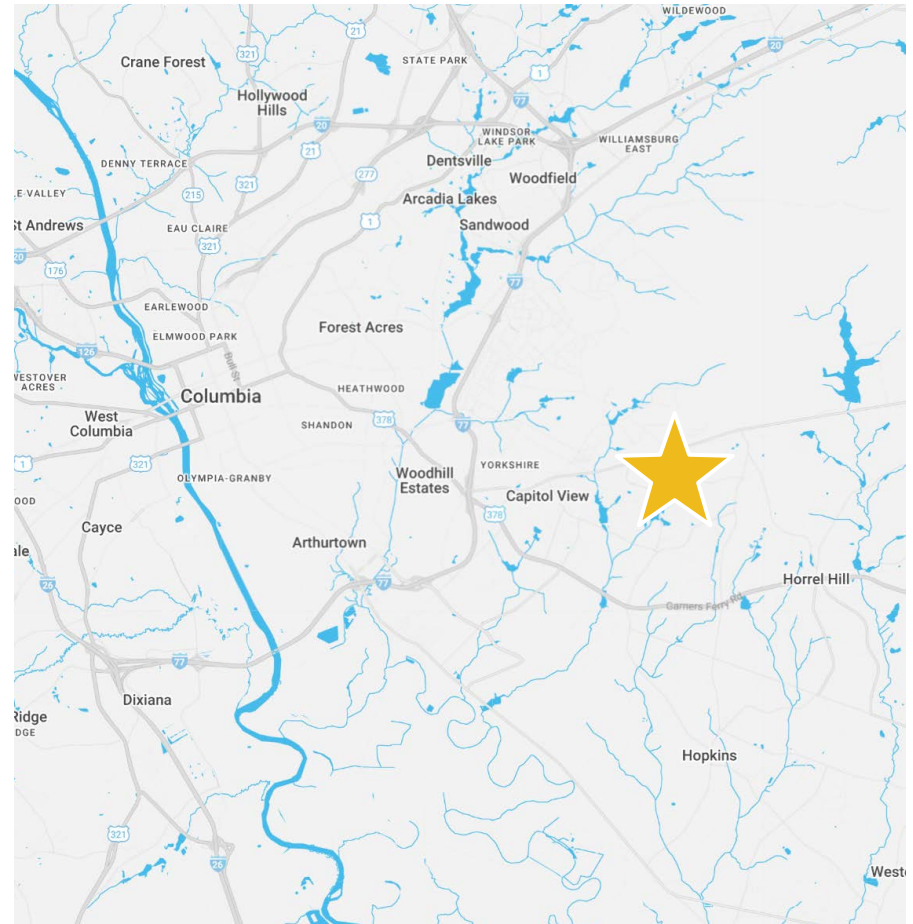 WILDEWOOD
21
321
20
Crane Forest
STATE PARK
1
77
Hollywood
Hills
20
WINDSOR
LAKE PARK
WILLIAMSBURG
EAST
21
DENNY TERRACE
Dentsville
277
Woodfield
321
215
E VALLEY
Arcadia Lakes
1
St Andrews
EAU CLAIRE
Sandwood
321
20
176
77
EARLEWOOD
Forest Acres
ELMWOOD PARK
126
Bull St
WESTOVER
ACRES
HEATHWOOD
Columbia
West
Columbia
378
77
SHANDON
1
321
YORKSHIRE
OLYMPIA-GRANBY
Woodhill
Estates
Capitol View
OOD
378
Cayce
Arthurtown
ale
26
77
Horrel Hill
Garners Ferry Rd
77
Dixiana
Ridge
DGE
Hopkins
321
26
West